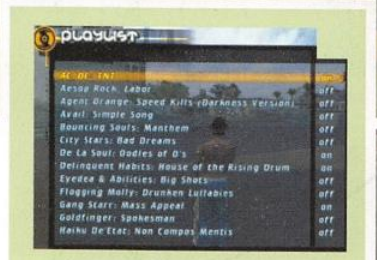 playlist
AC/DC: TNT
Aesop Rock: Labor off
Agent Orange: Speed Kills (Darkness Version) off
Avail: Simple Song off
Bouncing Souls: Manthem off
City Stars: Bad Dreams off
De La Soul: Oodles of O's on
Delinquent Habits: House of the Rising Drum on
Eyedea & Abilities: Big Shots off
Flogging Molly: Drunken Lullabies off
Gang Starr: Mass Appeal on
Goldfinger: Spokesman off
Haiku De'Etat: Non Compos Mentis off